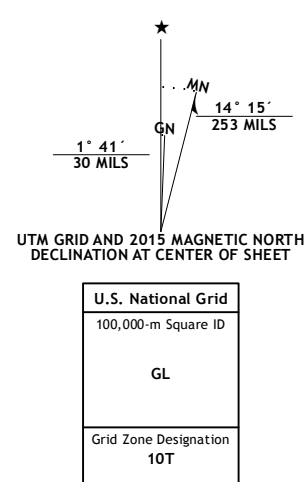 ★
MN
GN
14° 15´
253 MILS
1° 41´
30 MILS
UTM GRID AND 2015 MAGNETIC NORTH
DECLINATION AT CENTER OF SHEET
U.S. National Grid
100,000-m Square ID
GL
Grid Zone Designation
10T